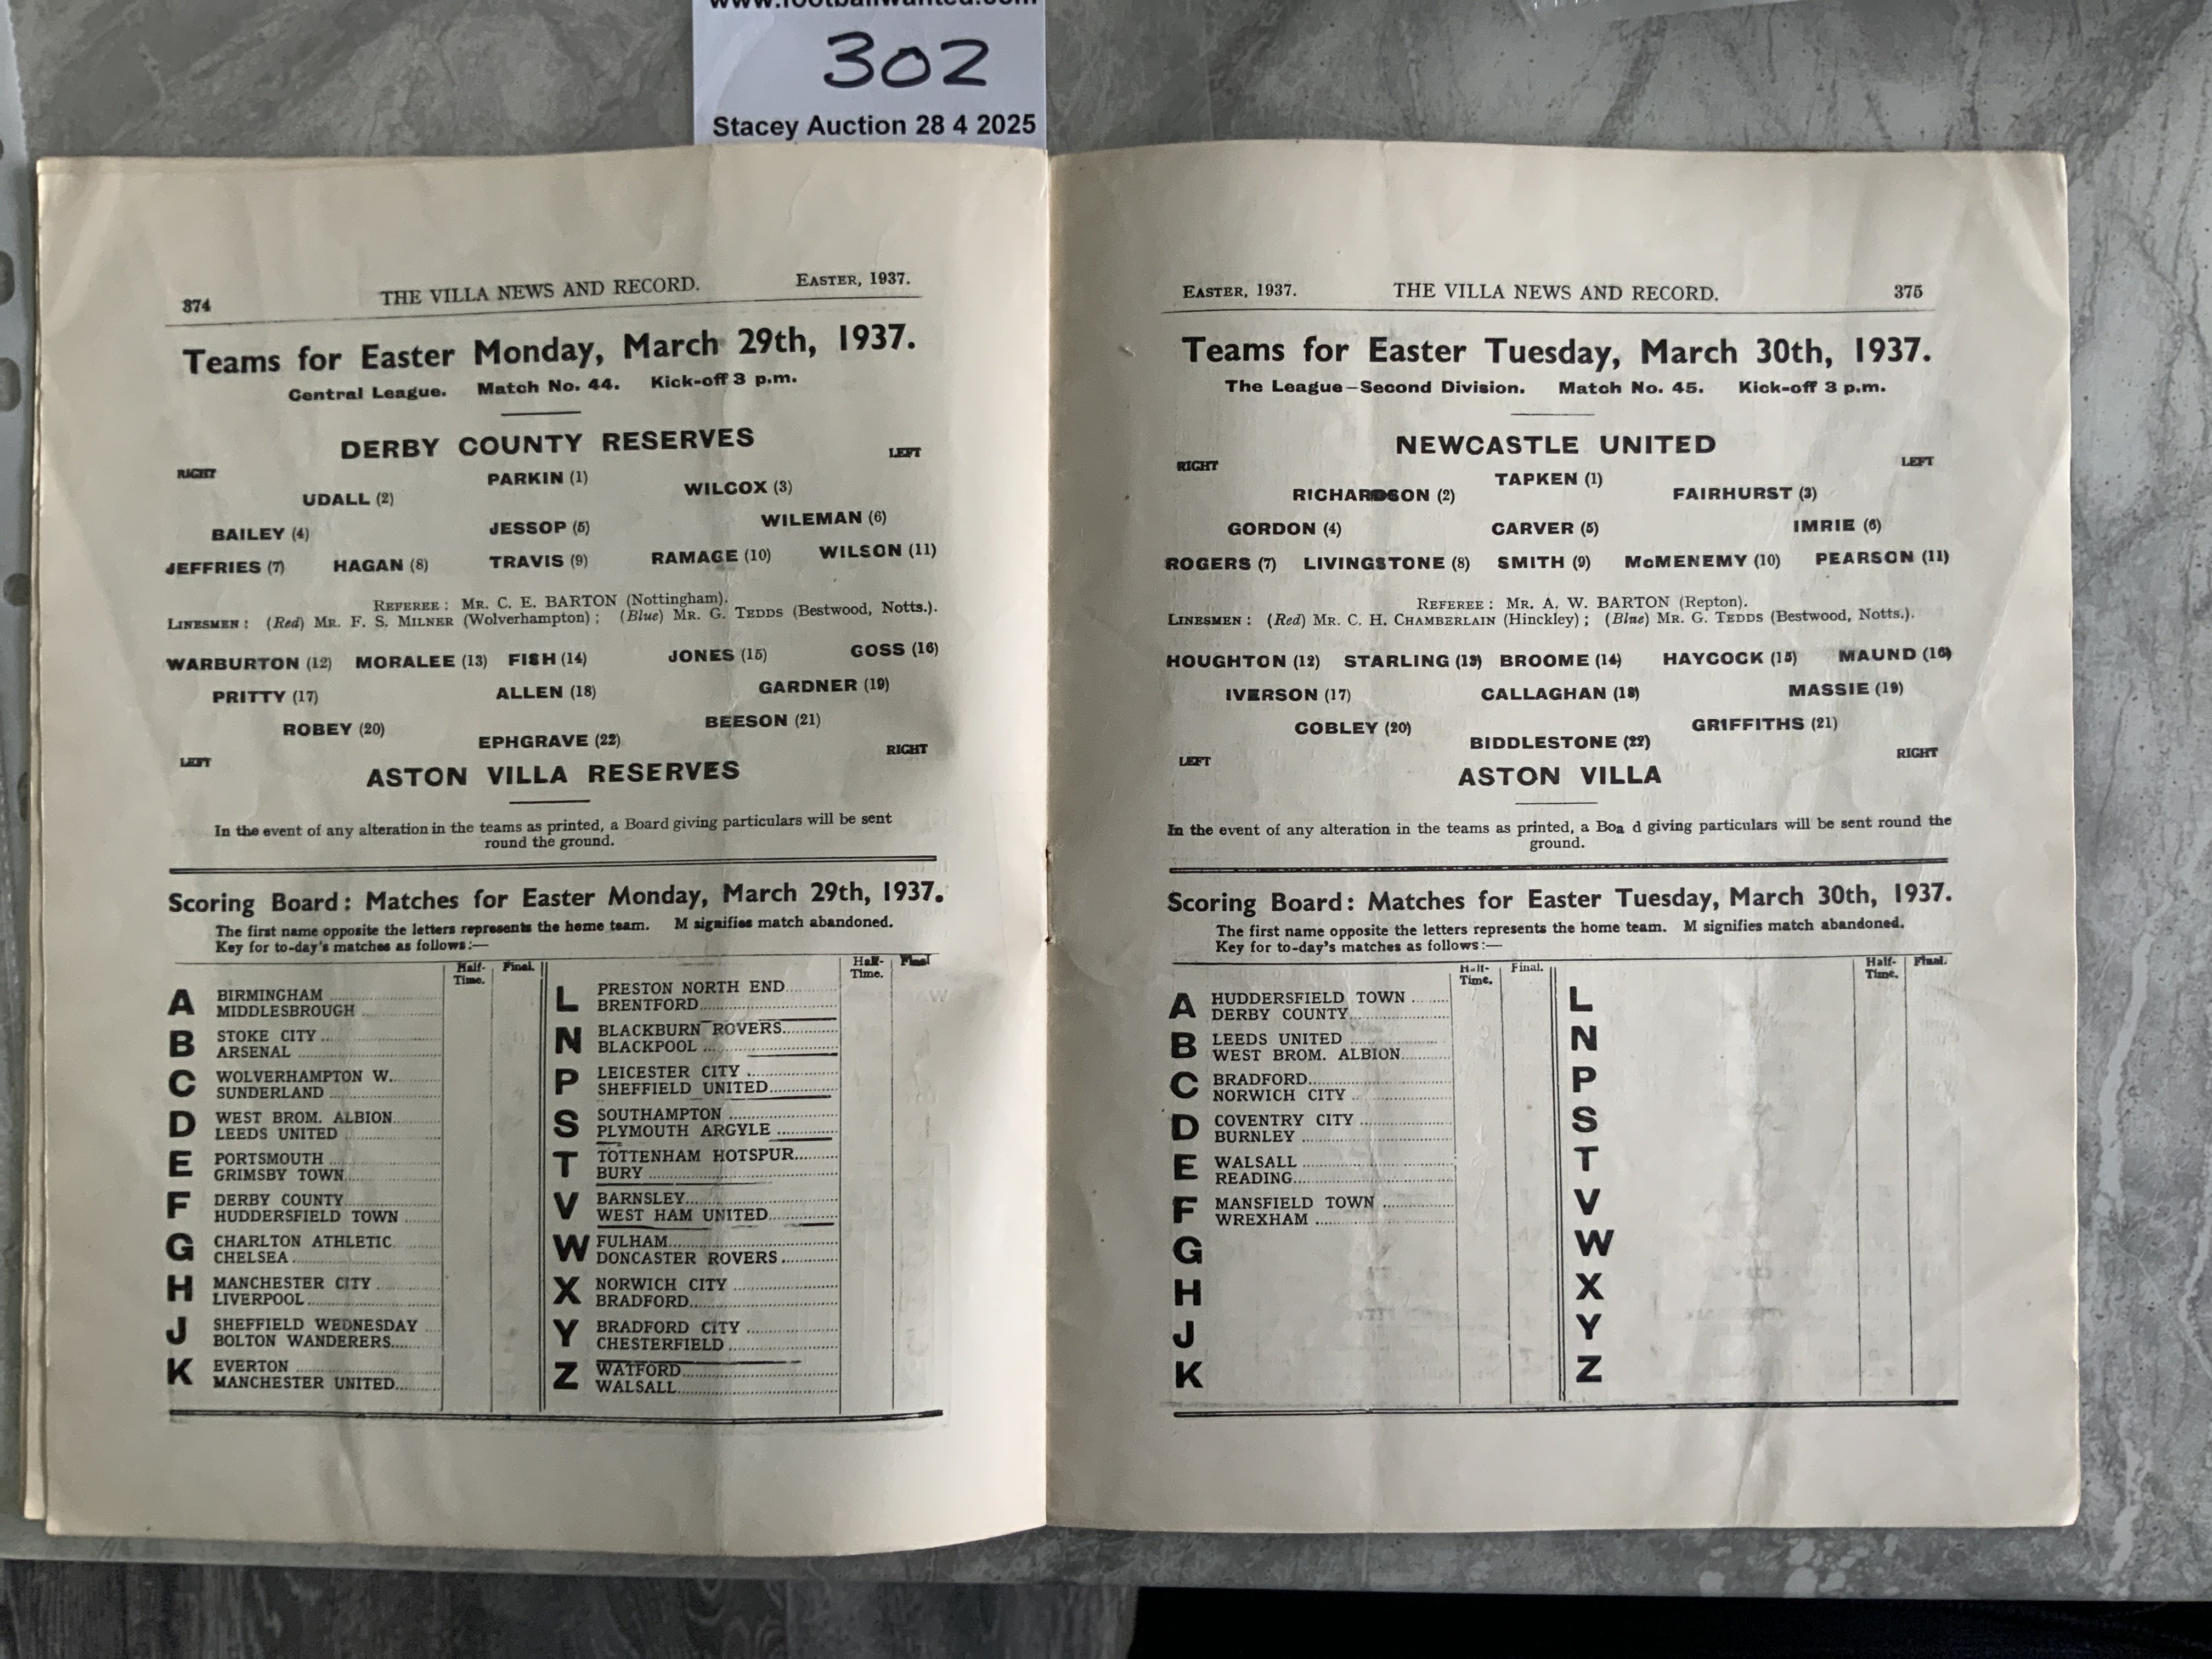 www.footballwanted.com
302
Stacey Auction 28 4 2025
374 THE VILLA NEWS AND RECORD. EASTER, 1937.
Teams for Easter Monday, March 29th, 1937.
Central League. Match No. 44. Kick-off 3 p.m.
DERBY COUNTY RESERVES
RIGHT LEFT
PARKIN (1)
UDALL (2) WILCOX (3)
BAILEY (4) JESSOP (5) WILEMAN (6)
JEFFRIES (7) HAGAN (8) TRAVIS (9) RAMAGE (10) WILSON (11)
REFEREE : MR. C. E. BARTON (Nottingham).
LINESMEN : (Red) MR. F. S. MILNER (Wolverhampton) ; (Blue) MR. G. TEDDS (Bestwood, Notts.).
WARBURTON (12) MORALEE (13) FISH (14) JONES (15) GOSS (16)
PRITTY (17) ALLEN (18) GARDNER (19)
ROBEY (20) BEESON (21)
EPHGRAVE (22)
LEFT RIGHT
ASTON VILLA RESERVES
In the event of any alteration in the teams as printed, a Board giving particulars will be sent
round the ground.
Scoring Board : Matches for Easter Monday, March 29th, 1937.
The first name opposite the letters represents the home team. M signifies match abandoned.
Key for to-day's matches as follows :—
Half-Time. Final.
A BIRMINGHAM
MIDDLESBROUGH
B STOKE CITY
ARSENAL
C WOLVERHAMPTON W.
SUNDERLAND
D WEST BROM. ALBION
LEEDS UNITED
E PORTSMOUTH
GRIMSBY TOWN
F DERBY COUNTY
HUDDERSFIELD TOWN
G CHARLTON ATHLETIC
CHELSEA
H MANCHESTER CITY
LIVERPOOL
J SHEFFIELD WEDNESDAY
BOLTON WANDERERS
K EVERTON
MANCHESTER UNITED
Half-Time. Final
L PRESTON NORTH END
BRENTFORD
N BLACKBURN ROVERS
BLACKPOOL
P LEICESTER CITY
SHEFFIELD UNITED
S SOUTHAMPTON
PLYMOUTH ARGYLE
T TOTTENHAM HOTSPUR
BURY
V BARNSLEY
WEST HAM UNITED
W FULHAM
DONCASTER ROVERS
X NORWICH CITY
BRADFORD
Y BRADFORD CITY
CHESTERFIELD
Z WATFORD
WALSALL
EASTER, 1937. THE VILLA NEWS AND RECORD. 375
Teams for Easter Tuesday, March 30th, 1937.
The League—Second Division. Match No. 45. Kick-off 3 p.m.
NEWCASTLE UNITED
RIGHT LEFT
TAPKEN (1)
RICHARDSON (2) FAIRHURST (3)
GORDON (4) CARVER (5) IMRIE (6)
ROGERS (7) LIVINGSTONE (8) SMITH (9) McMENEMY (10) PEARSON (11)
REFEREE : MR. A. W. BARTON (Repton).
LINESMEN : (Red) MR. C. H. CHAMBERLAIN (Hinckley) ; (Blue) MR. G. TEDDS (Bestwood, Notts.).
HOUGHTON (12) STARLING (13) BROOME (14) HAYCOCK (15) MAUND (16)
IVERSON (17) CALLAGHAN (18) MASSIE (19)
COBLEY (20) GRIFFITHS (21)
BIDDLESTONE (22)
LEFT RIGHT
ASTON VILLA
In the event of any alteration in the teams as printed, a Boa d giving particulars will be sent round the
ground.
Scoring Board : Matches for Easter Tuesday, March 30th, 1937.
The first name opposite the letters represents the home team. M signifies match abandoned.
Key for to-day's matches as follows :—
Half-Time. Final.
A HUDDERSFIELD TOWN
DERBY COUNTY
B LEEDS UNITED
WEST BROM. ALBION
C BRADFORD
NORWICH CITY
D COVENTRY CITY
BURNLEY
E WALSALL
READING
F MANSFIELD TOWN
WREXHAM
G
H
J
K
Half-Time. Final.
L
N
P
S
T
V
W
X
Y
Z